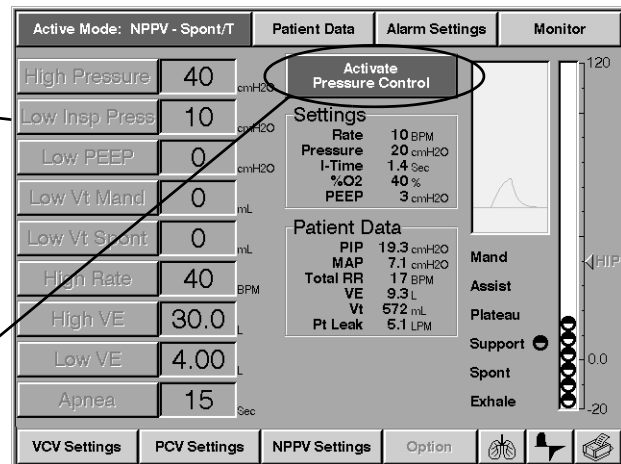 Active Mode: NPPV - Spont/T
Patient Data
Alarm Settings
Monitor
High Pressure 40 cmH2O
Low Insp Press 10 cmH2O
Low PEEP 0 cmH2O
Low Vt Mand 0 mL
Low Vt Spont 0 mL
High Rate 40 BPM
High VE 30.0 L
Low VE 4.00 L
Apnea 15 Sec
Activate
Pressure Control
Settings
Rate 10 BPM
Pressure 20 cmH2O
I-Time 1.4 Sec
%O2 40 %
PEEP 3 cmH2O
Patient Data
PIP 19.3 cmH2O
MAP 7.1 cmH2O
Total RR 17 BPM
VE 9.3 L
Vt 572 mL
Pt Leak 5.1 LPM
Mand
Assist
Plateau
Support
Spont
Exhale
120
HIP
0.0
-20
VCV Settings
PCV Settings
NPPV Settings
Option